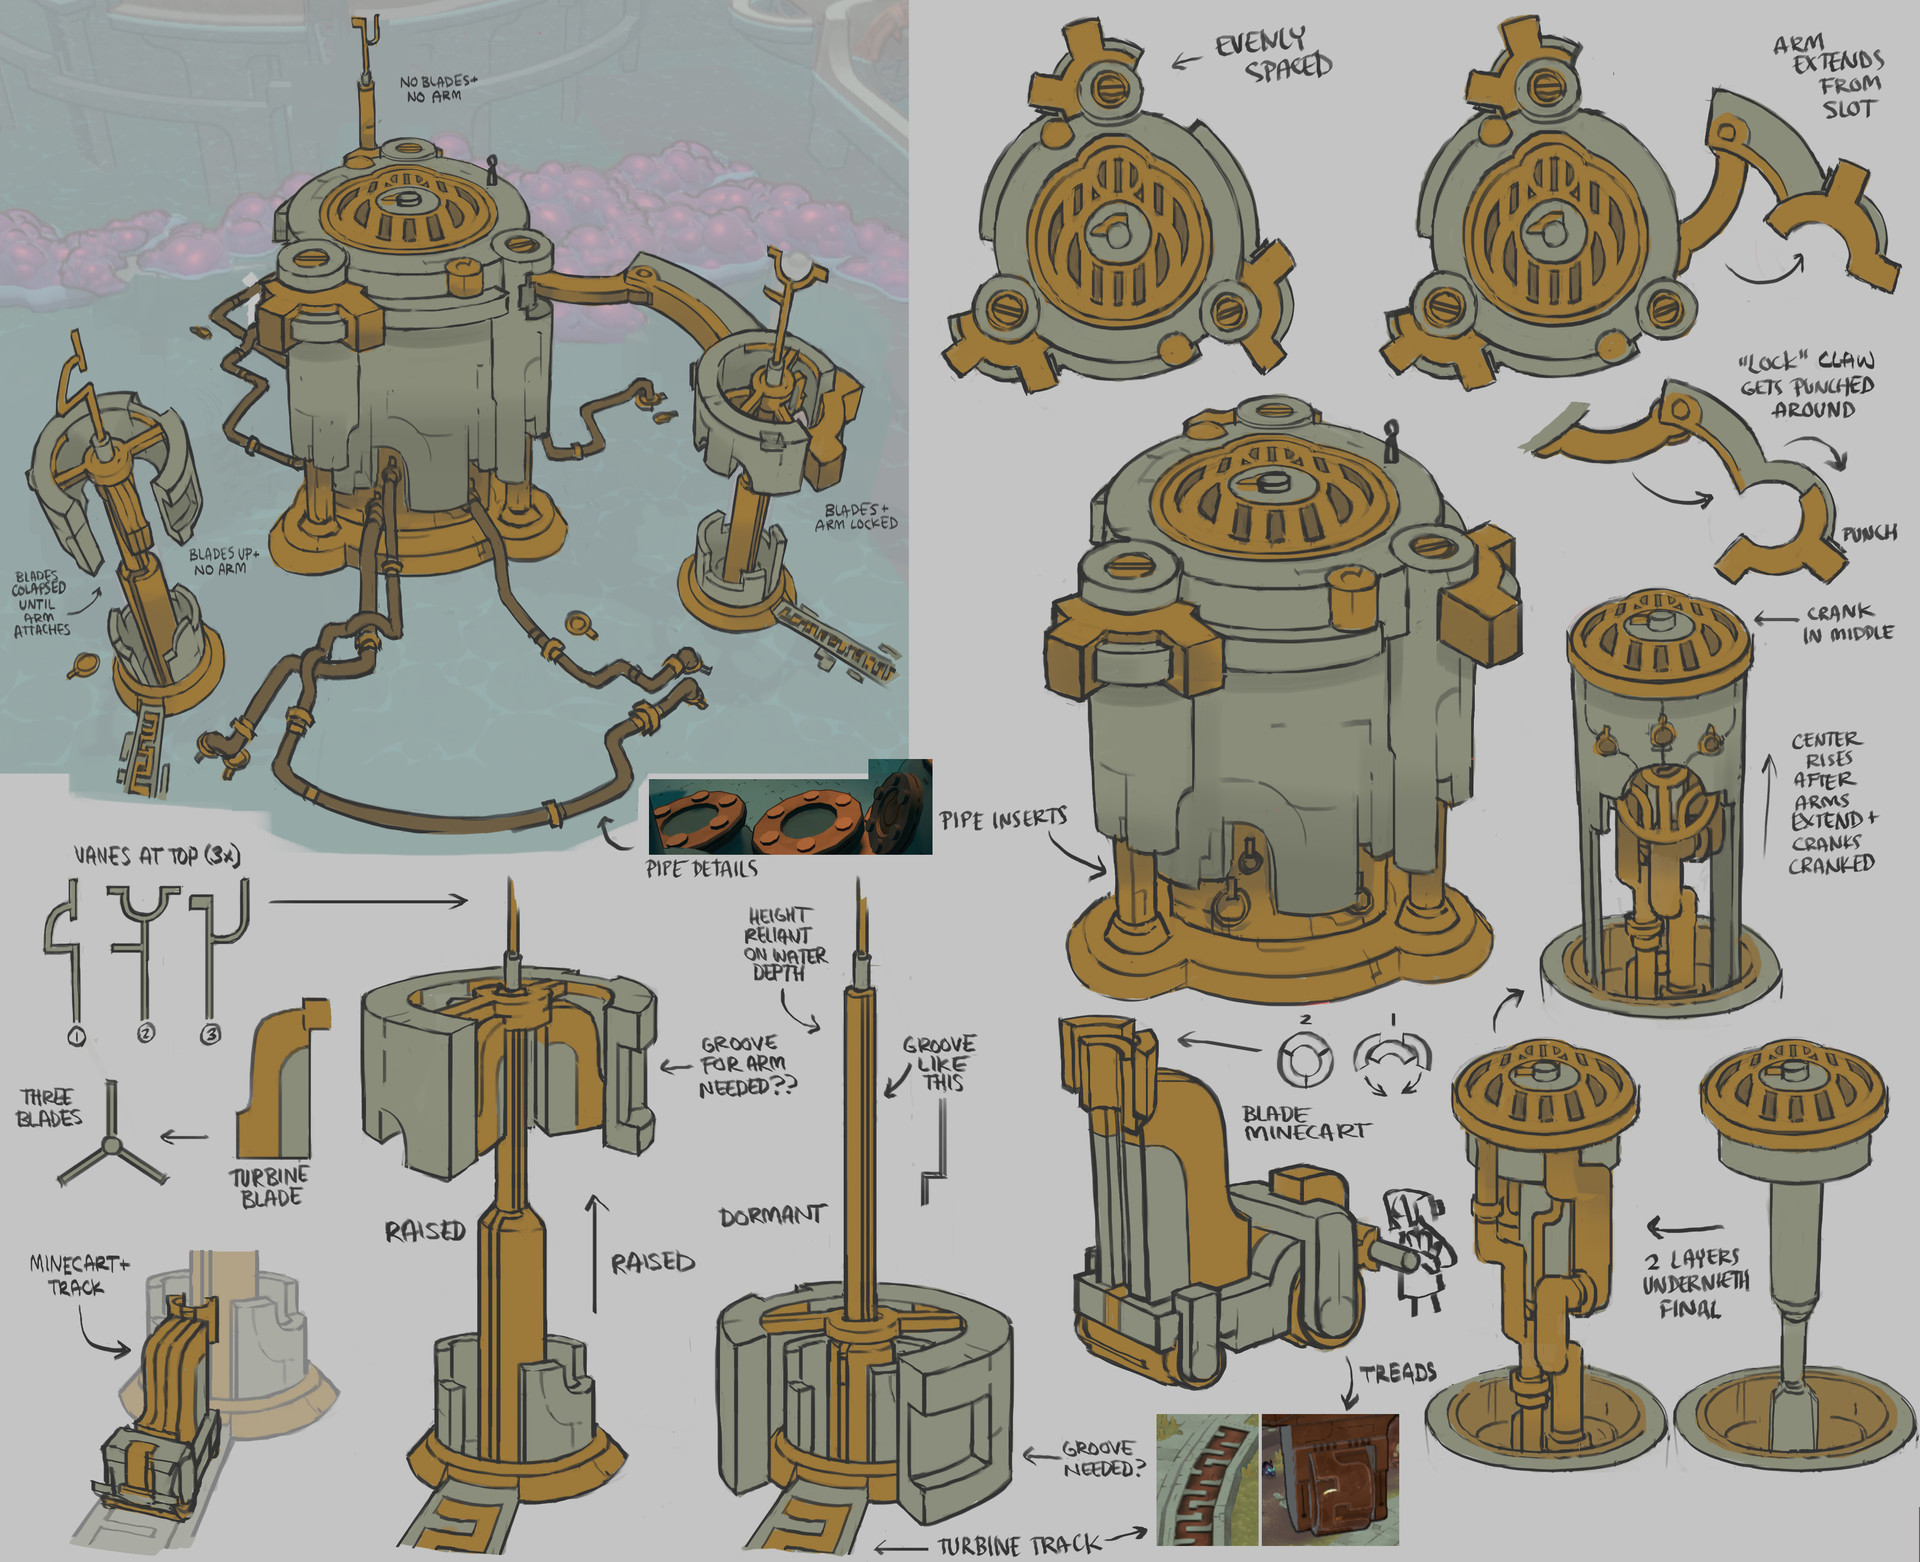 NO BLADES+
NO ARM
BLADES UP+
NO ARM
BLADES
COLAPSED
UNTIL
ARM
ATTACHES
BLADES+
ARM LOCKED
PIPE DETAILS
EVENLY
SPACED
ARM
EXTENDS
FROM
SLOT
"LOCK" CLAW
GETS PUNCHED
AROUND
PUNCH
CRANK
IN MIDDLE
CENTER
RISES
AFTER
ARMS
EXTEND+
CRANKS
CRANKED
PIPE INSERTS
VANES AT TOP (3X)
1
2
3
THREE
BLADES
TURBINE
BLADE
MINECART+
TRACK
RAISED
RAISED
HEIGHT
RELIANT
ON WATER
DEPTH
GROOVE
FOR ARM
NEEDED??
GROOVE
LIKE
THIS
DORMANT
2
1
BLADE
MINECART
TREADS
GROOVE
NEEDED?
TURBINE TRACK
2 LAYERS
UNDERNIETH
FINAL